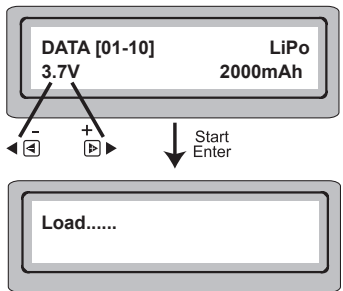 DATA [01-10] LiPo
3.7V 2000mAh
- +
Start
Enter
Load......